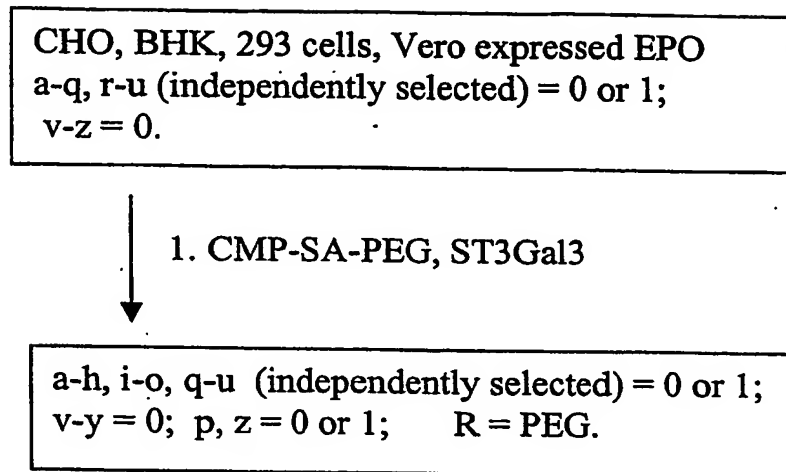 CHO, BHK, 293 cells, Vero expressed EPO
a-q, r-u (independently selected) = 0 or 1;
v-z = 0.
1. CMP-SA-PEG, ST3Gal3
a-h, i-o, q-u (independently selected) = 0 or 1;
v-y = 0; p, z = 0 or 1; R = PEG.